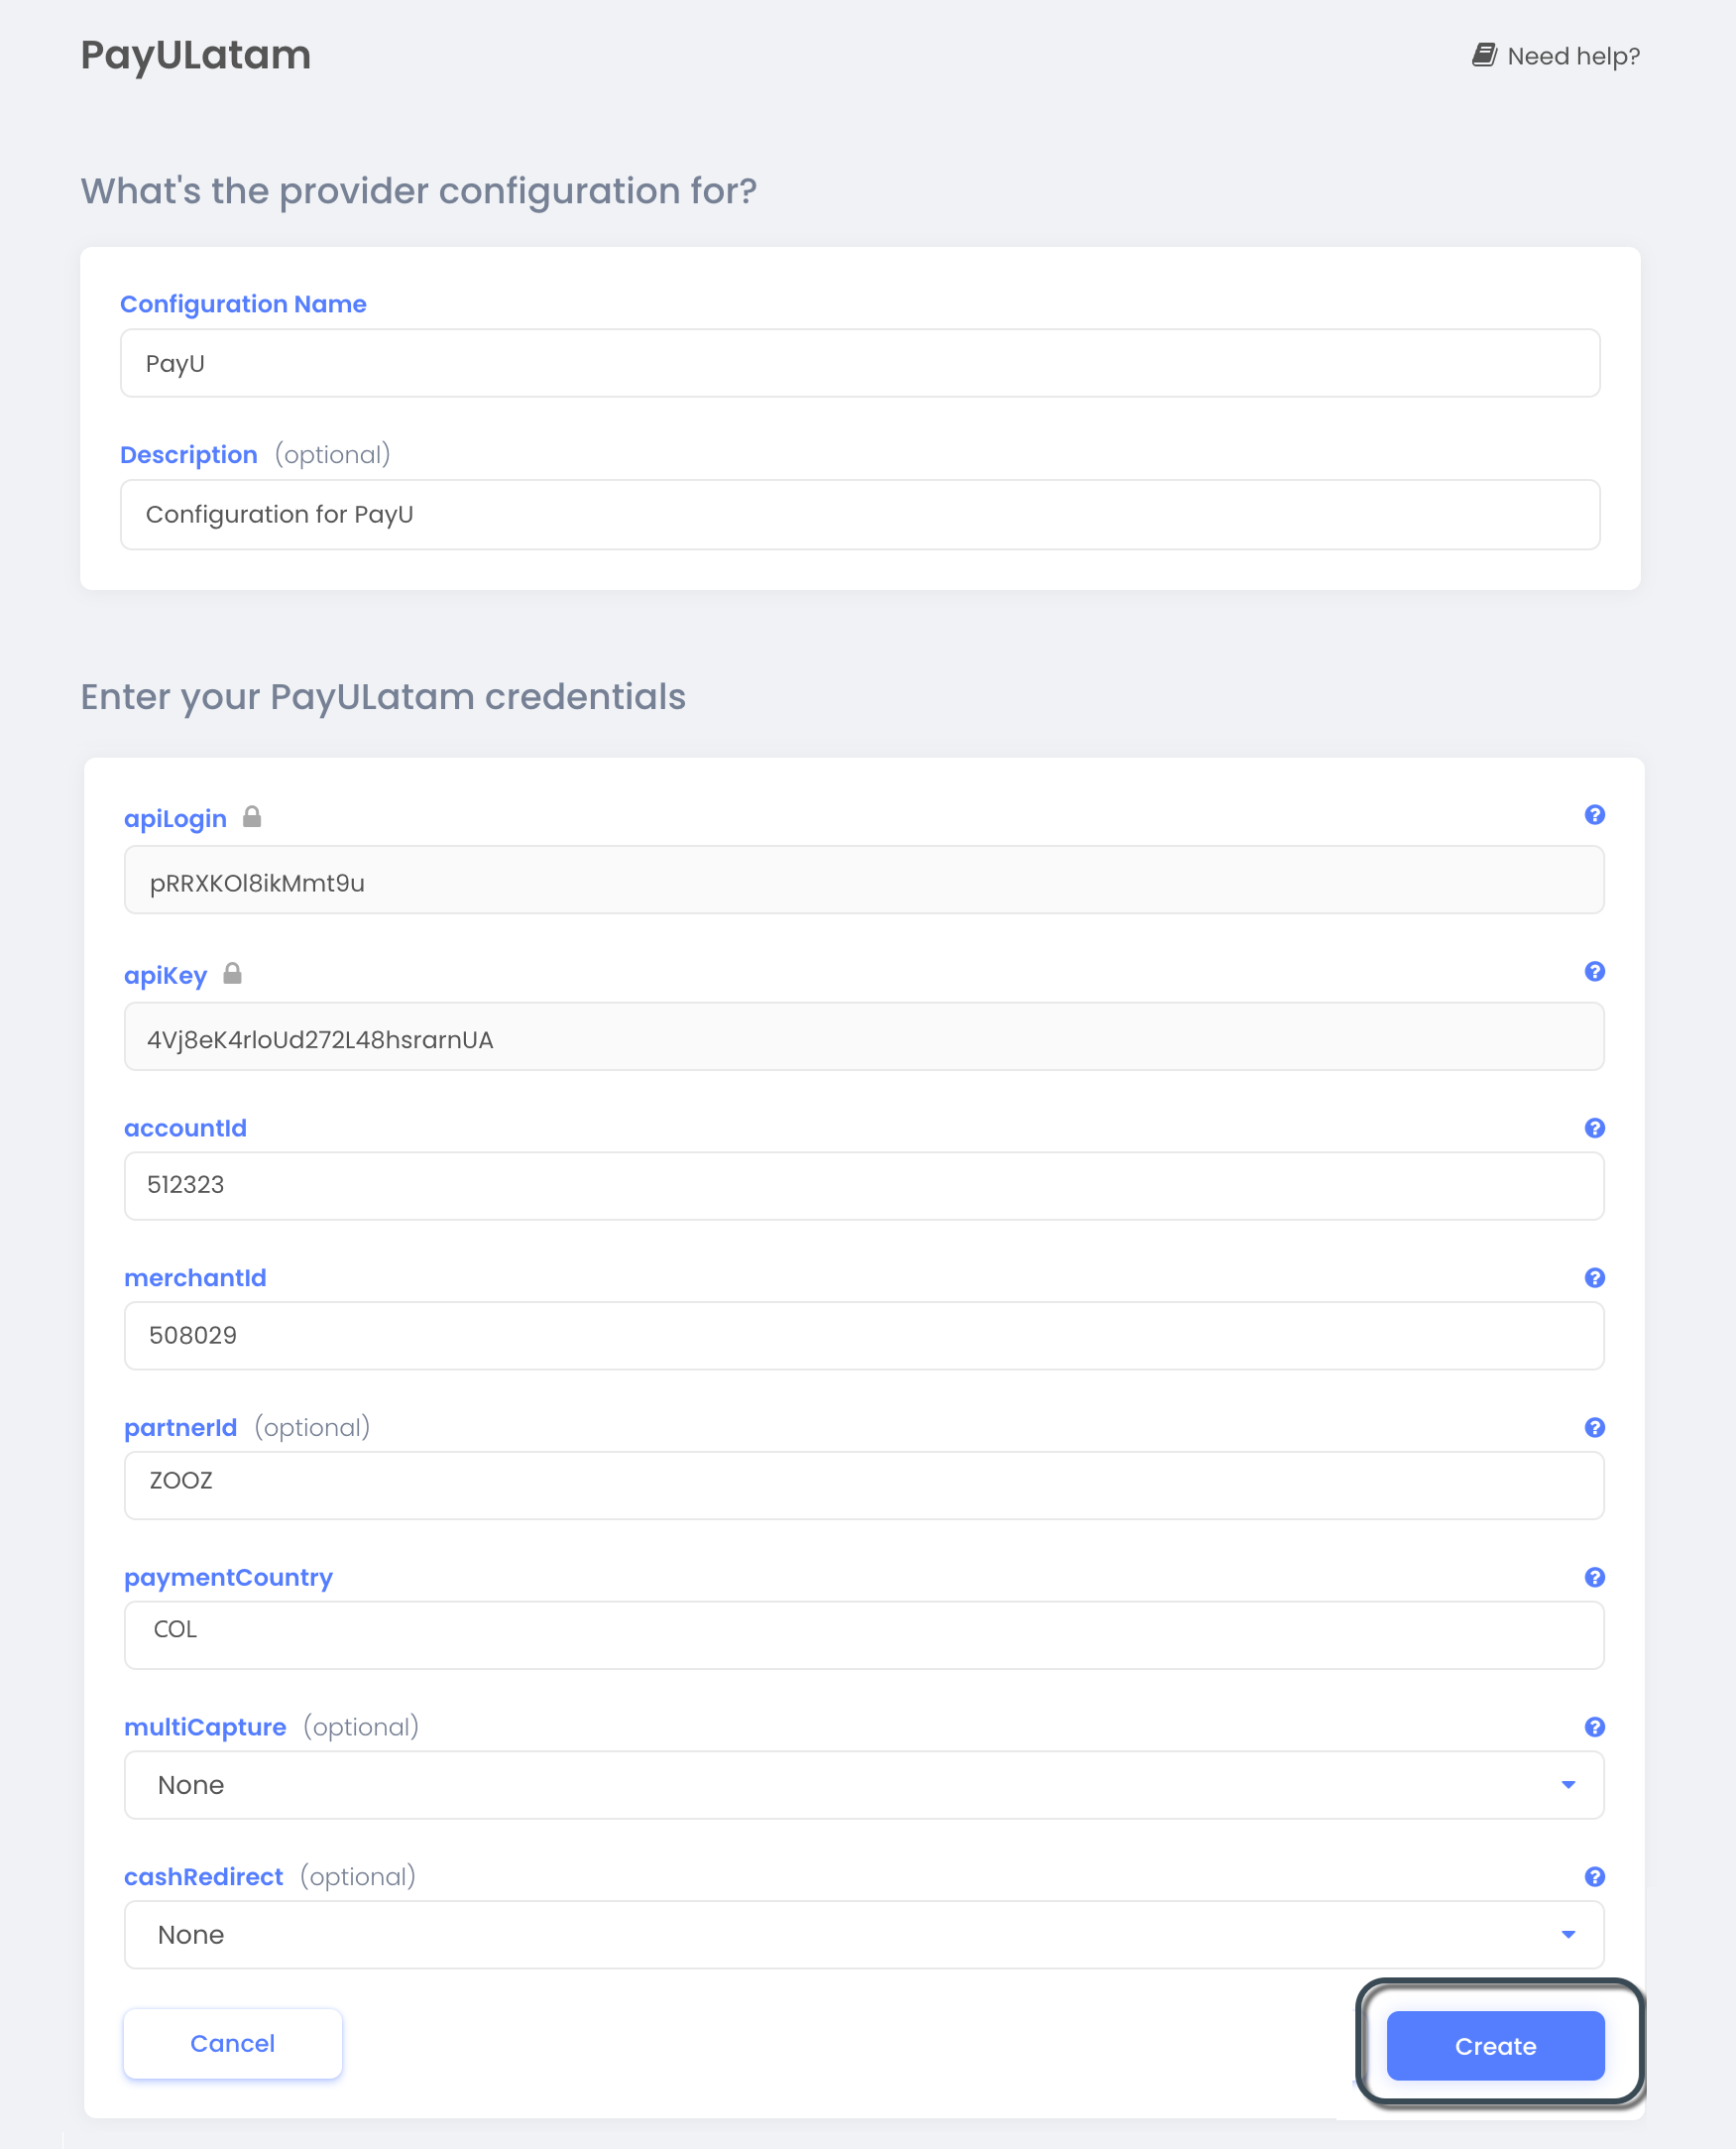 PayULatam
Need help?
What's the provider configuration for?
Configuration Name
PayU
Description (optional)
Configuration for PayU
Enter your PayULatam credentials
apiLogin
pRRXKOl8ikMmt9u
apiKey
4Vj8eK4rloUd272L48hsrarnUA
accountId
512323
merchantId
508029
partnerId (optional)
ZOOZ
paymentCountry
COL
multiCapture (optional)
None
cashRedirect (optional)
None
Cancel
Create